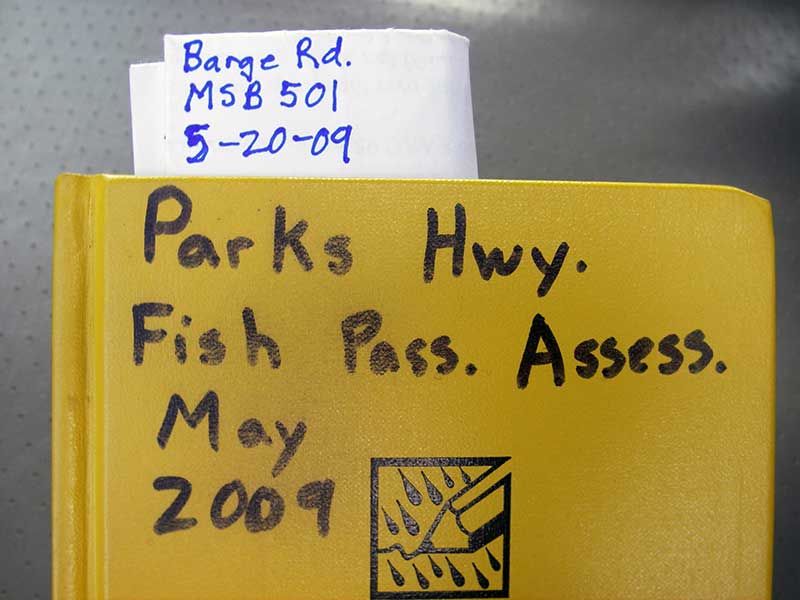 Barge Rd.
MSB 501
5-20-09
Parks Hwy.
Fish Pass. Assess.
May
2009